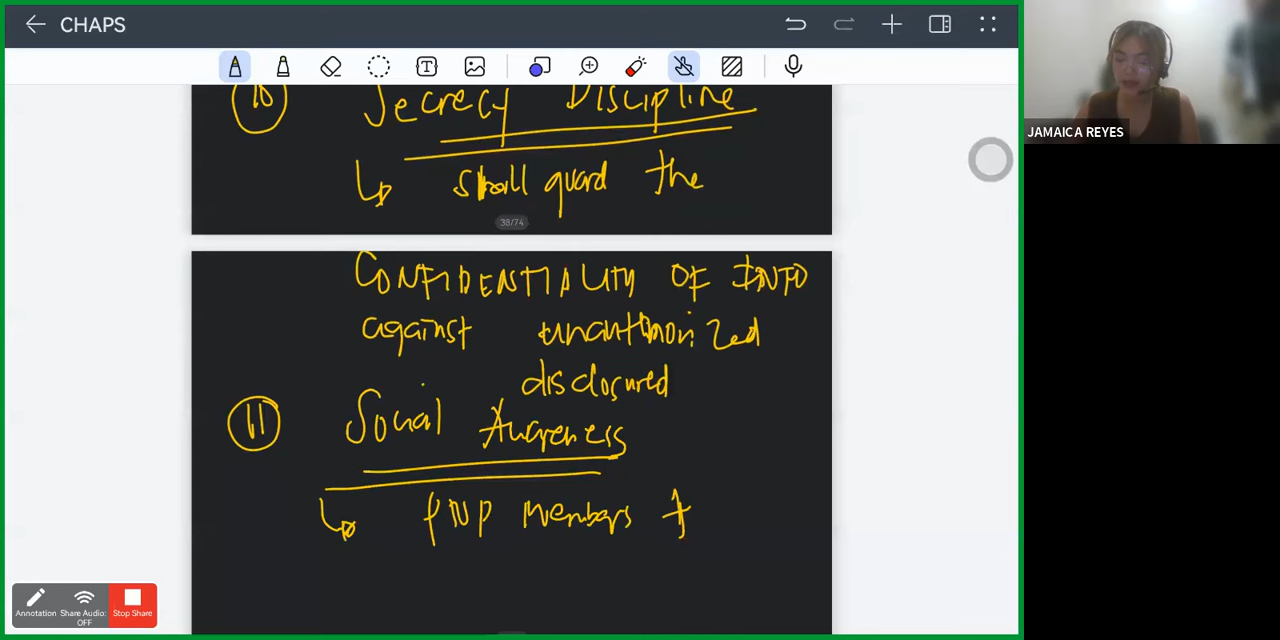 CHAPS
10 Secrecy Discipline
↳ shall guard the
38/74
CONFIDENTIALITY OF INFO
against unauthorized
disclosured
11 Social Awareness
↳ PNP Members &
JAMAICA REYES
Annotation
Share Audio: OFF
Stop Share